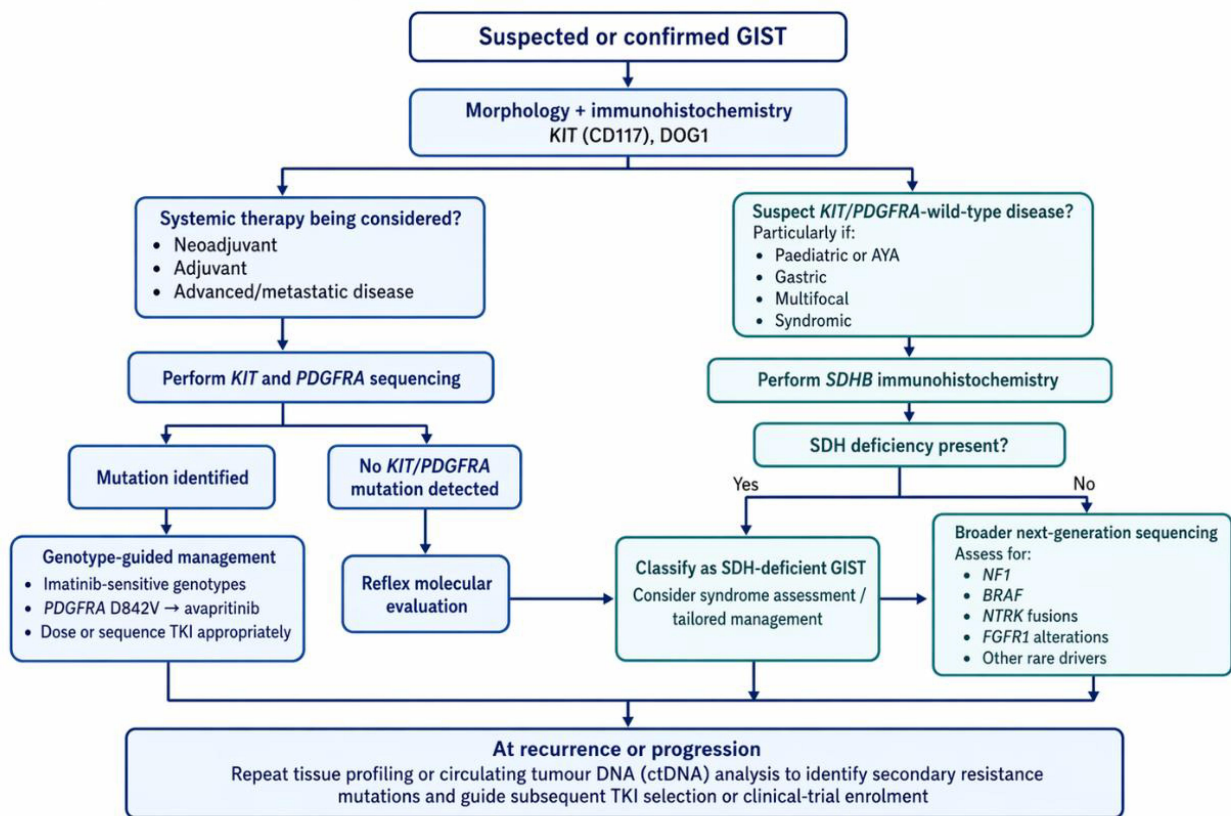 Suspected or confirmed GIST
Morphology + immunohistochemistry
KIT (CD117), DOG1
Systemic therapy being considered?
• Neoadjuvant
• Adjuvant
• Advanced/metastatic disease
Perform KIT and PDGFRA sequencing
Mutation identified
No KIT/PDGFRA
mutation detected
Genotype-guided management
• Imatinib-sensitive genotypes
• PDGFRA D842V → avapritinib
• Dose or sequence TKI appropriately
Reflex molecular
evaluation
Suspect KIT/PDGFRA-wild-type disease?
Particularly if:
• Paediatric or AYA
• Gastric
• Multifocal
• Syndromic
Perform SDHB immunohistochemistry
SDH deficiency present?
Yes
No
Classify as SDH-deficient GIST
Consider syndrome assessment /
tailored management
Broader next-generation sequencing
Assess for:
• NF1
• BRAF
• NTRK fusions
• FGFR1 alterations
• Other rare drivers
At recurrence or progression
Repeat tissue profiling or circulating tumour DNA (ctDNA) analysis to identify secondary resistance
mutations and guide subsequent TKI selection or clinical-trial enrolment